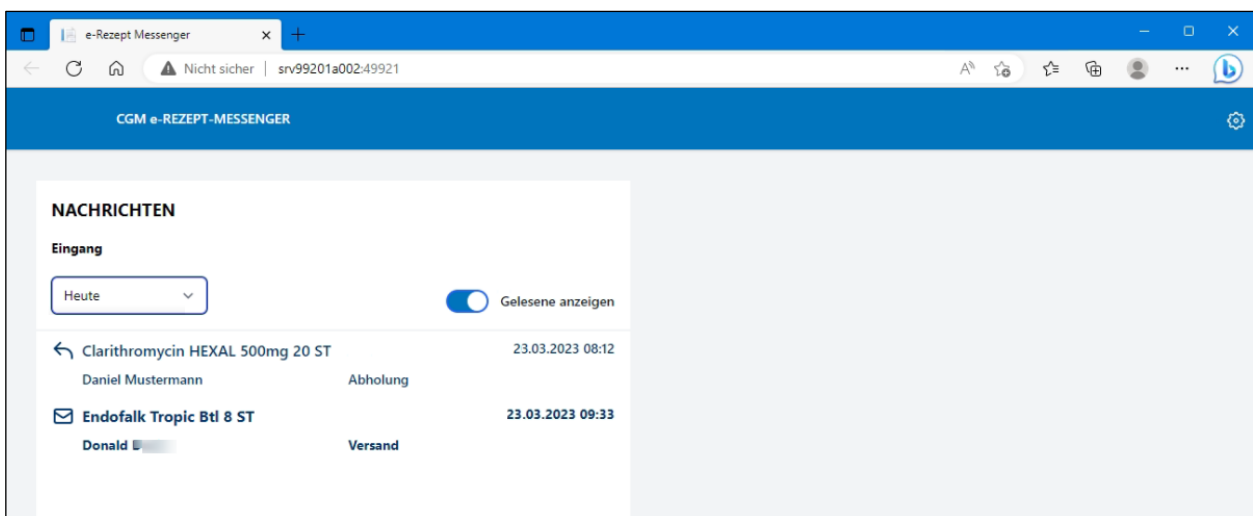 e-Rezept Messenger
Nicht sicher | srv99201a002:49921
CGM e-REZEPT-MESSENGER
NACHRICHTEN
Eingang
Heute
Gelesene anzeigen
Clarithromycin HEXAL 500mg 20 ST 23.03.2023 08:12
Daniel Mustermann Abholung
Endofalk Tropic Btl 8 ST 23.03.2023 09:33
Donald Versand